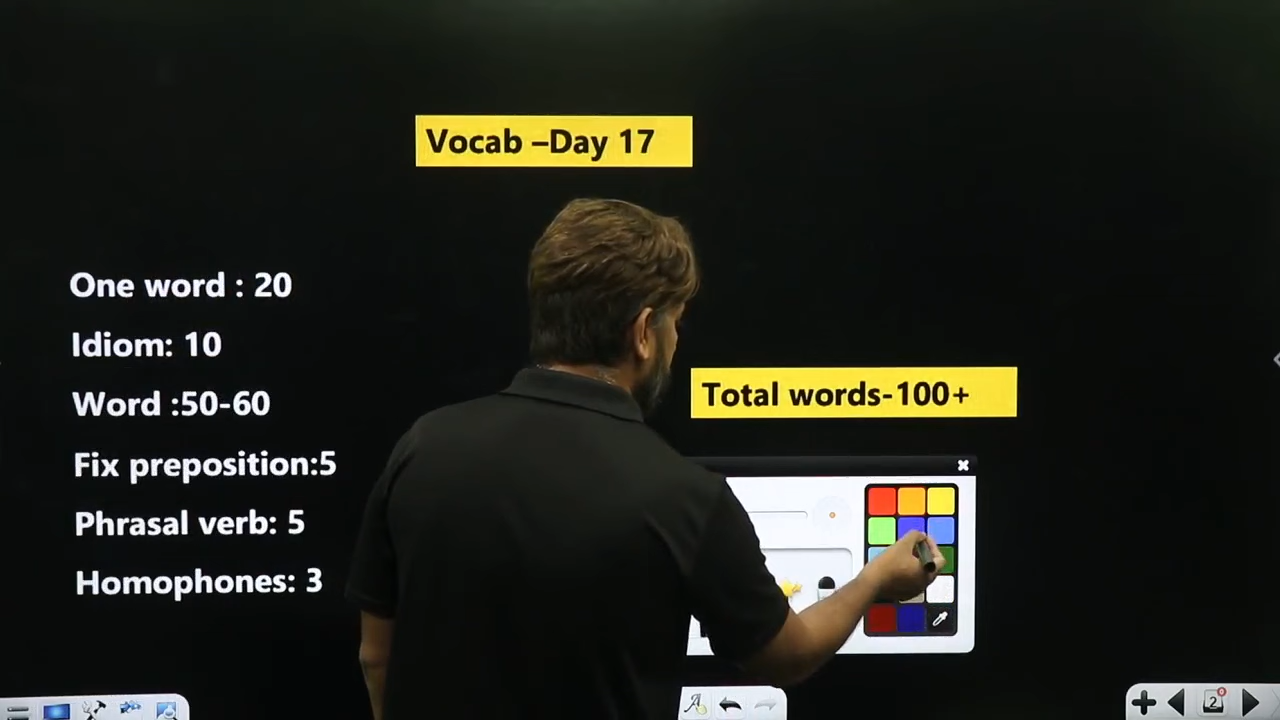 Vocab –Day 17
One word : 20
Idiom: 10
Word :50-60
Fix preposition:5
Phrasal verb: 5
Homophones: 3
Total words-100+
2